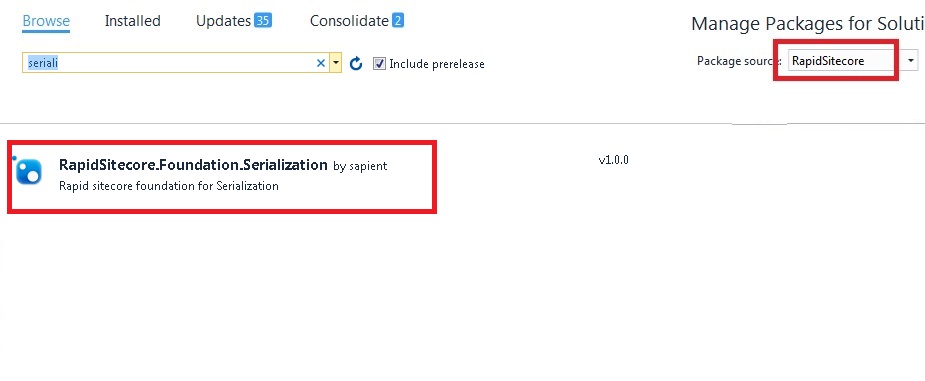 Browse Installed Updates 35 Consolidate 2 Manage Packages for Soluti
seriali Include prerelease Package source: RapidSitecore
RapidSitecore.Foundation.Serialization by sapient v1.0.0
Rapid sitecore foundation for Serialization